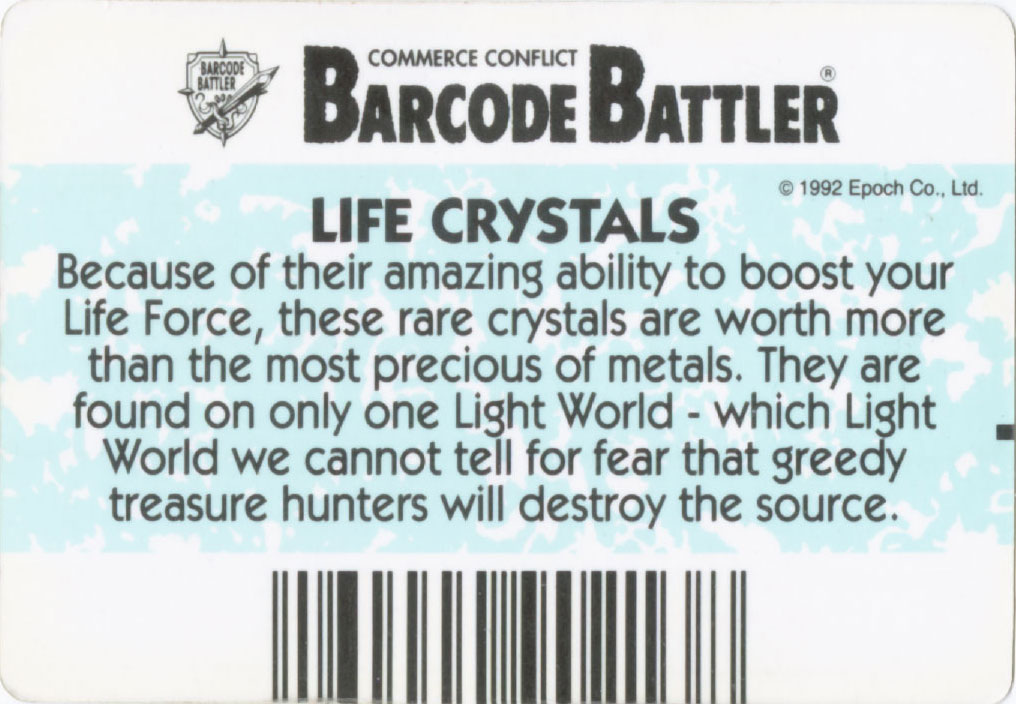 BARCODE
BATTLER
COMMERCE CONFLICT
BARCODE BATTLER®
© 1992 Epoch Co., Ltd.
LIFE CRYSTALS
Because of their amazing ability to boost your
Life Force, these rare crystals are worth more
than the most precious of metals. They are
found on only one Light World - which Light
World we cannot tell for fear that greedy
treasure hunters will destroy the source.